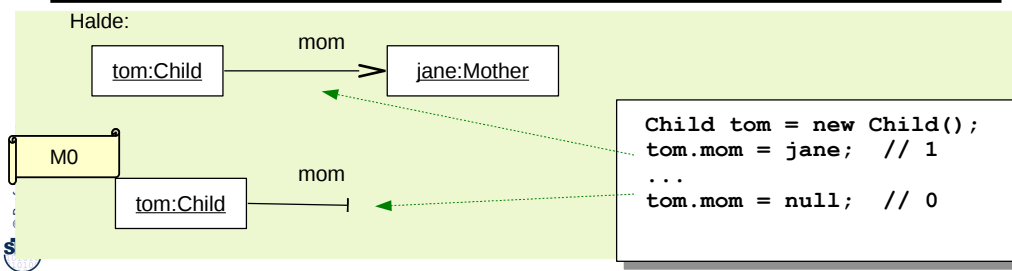 Halde:
mom
tom:Child
jane:Mother
M0
mom
tom:Child
Child tom = new Child();
tom.mom = jane;  // 1
...
tom.mom = null;  // 0